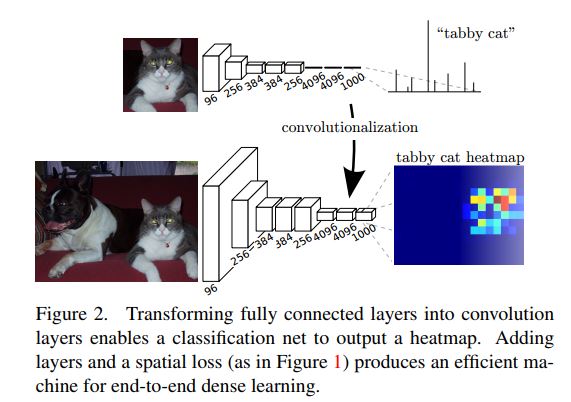 "tabby cat"
96
256
384
384
256
4096
4096
1000
convolutionalization
tabby cat heatmap
96
256
384
384
256
4096
4096
1000
Figure 2. Transforming fully connected layers into convolution
layers enables a classification net to output a heatmap. Adding
layers and a spatial loss (as in Figure 1) produces an efficient ma-
chine for end-to-end dense learning.